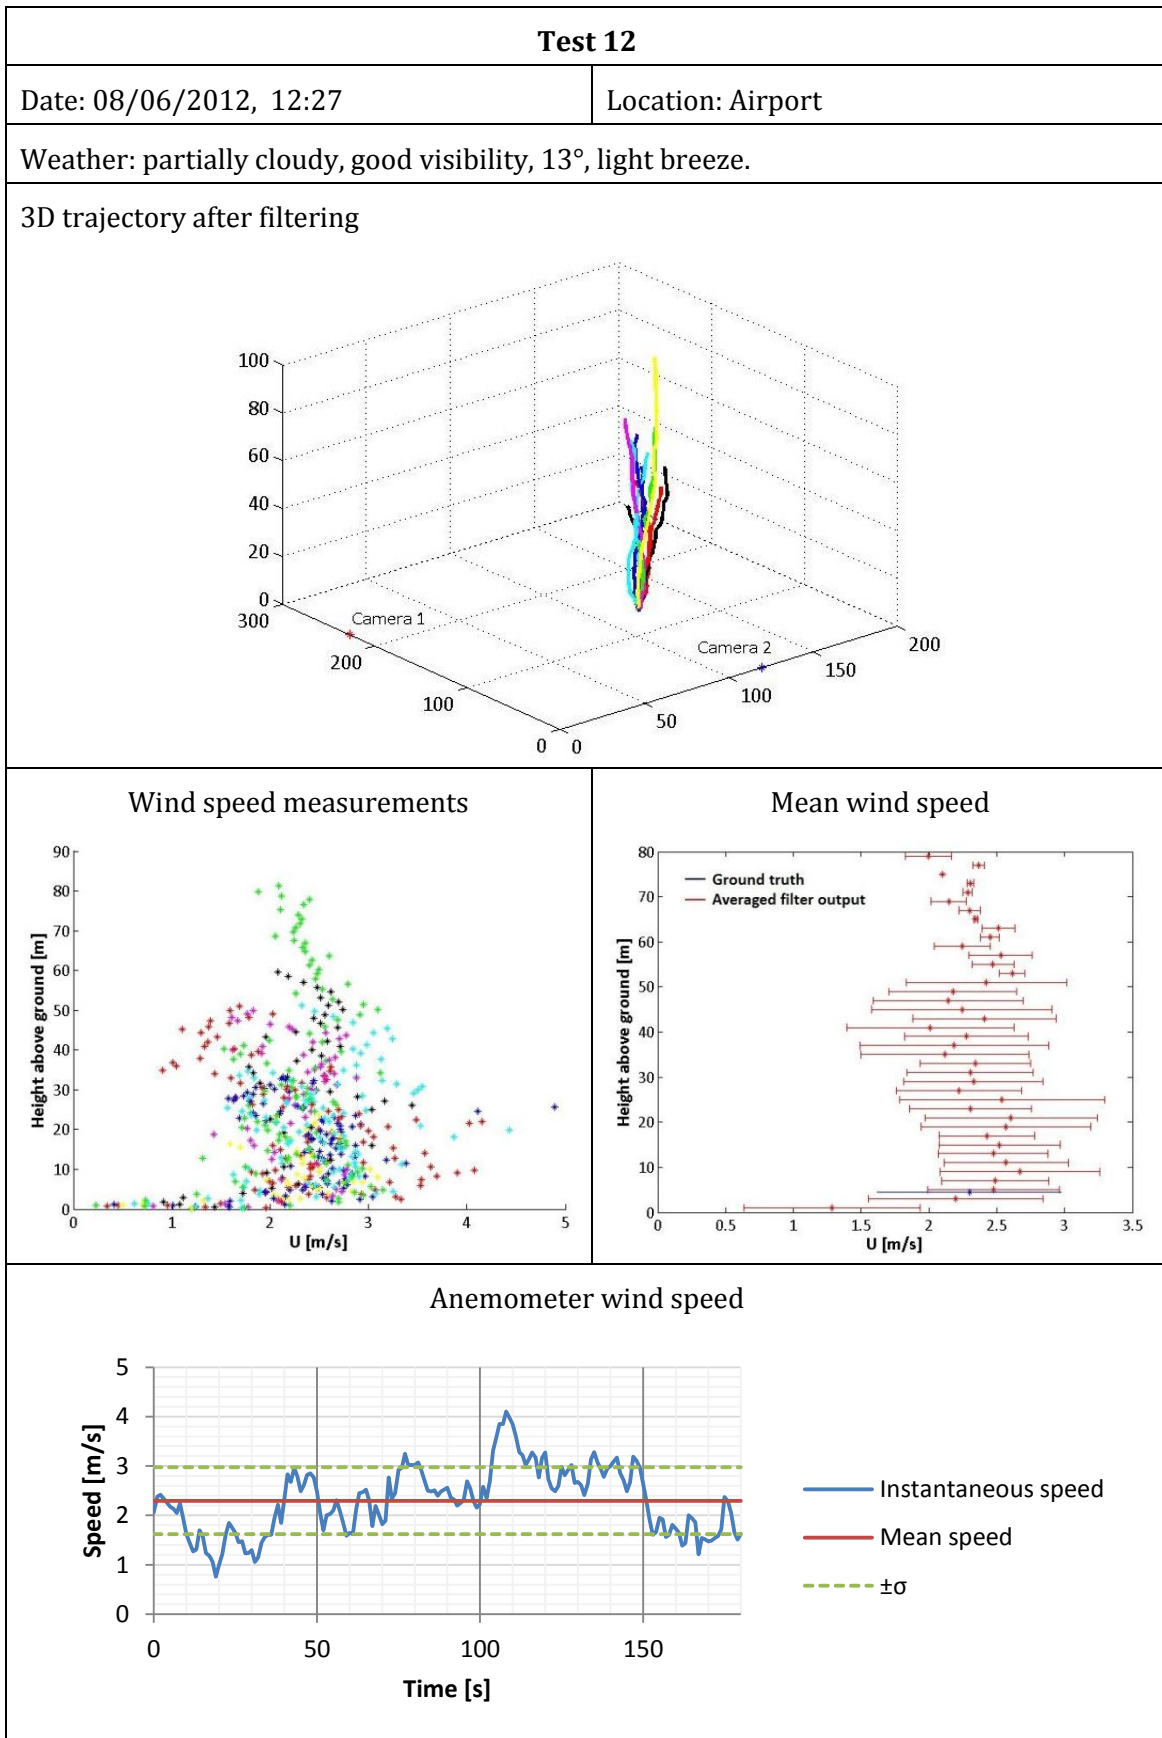 Test 12
Date: 08/06/2012, 12:27
Location: Airport
Weather: partially cloudy, good visibility, 13°, light breeze.
3D trajectory after filtering
100
80
60
40
20
0
300
200
100
0
0
50
100
150
200
Camera 1
Camera 2
Wind speed measurements
90
80
70
60
50
40
30
20
10
0
0 1 2 3 4 5
Height above ground [m]
U [m/s]
Mean wind speed
80
70
60
50
40
30
20
10
0
0 0.5 1 1.5 2 2.5 3 3.5
Height above ground [m]
U [m/s]
Ground truth
Averaged filter output
Anemometer wind speed
5
4
3
2
1
0
0 50 100 150
Speed [m/s]
Time [s]
Instantaneous speed
Mean speed
±σ